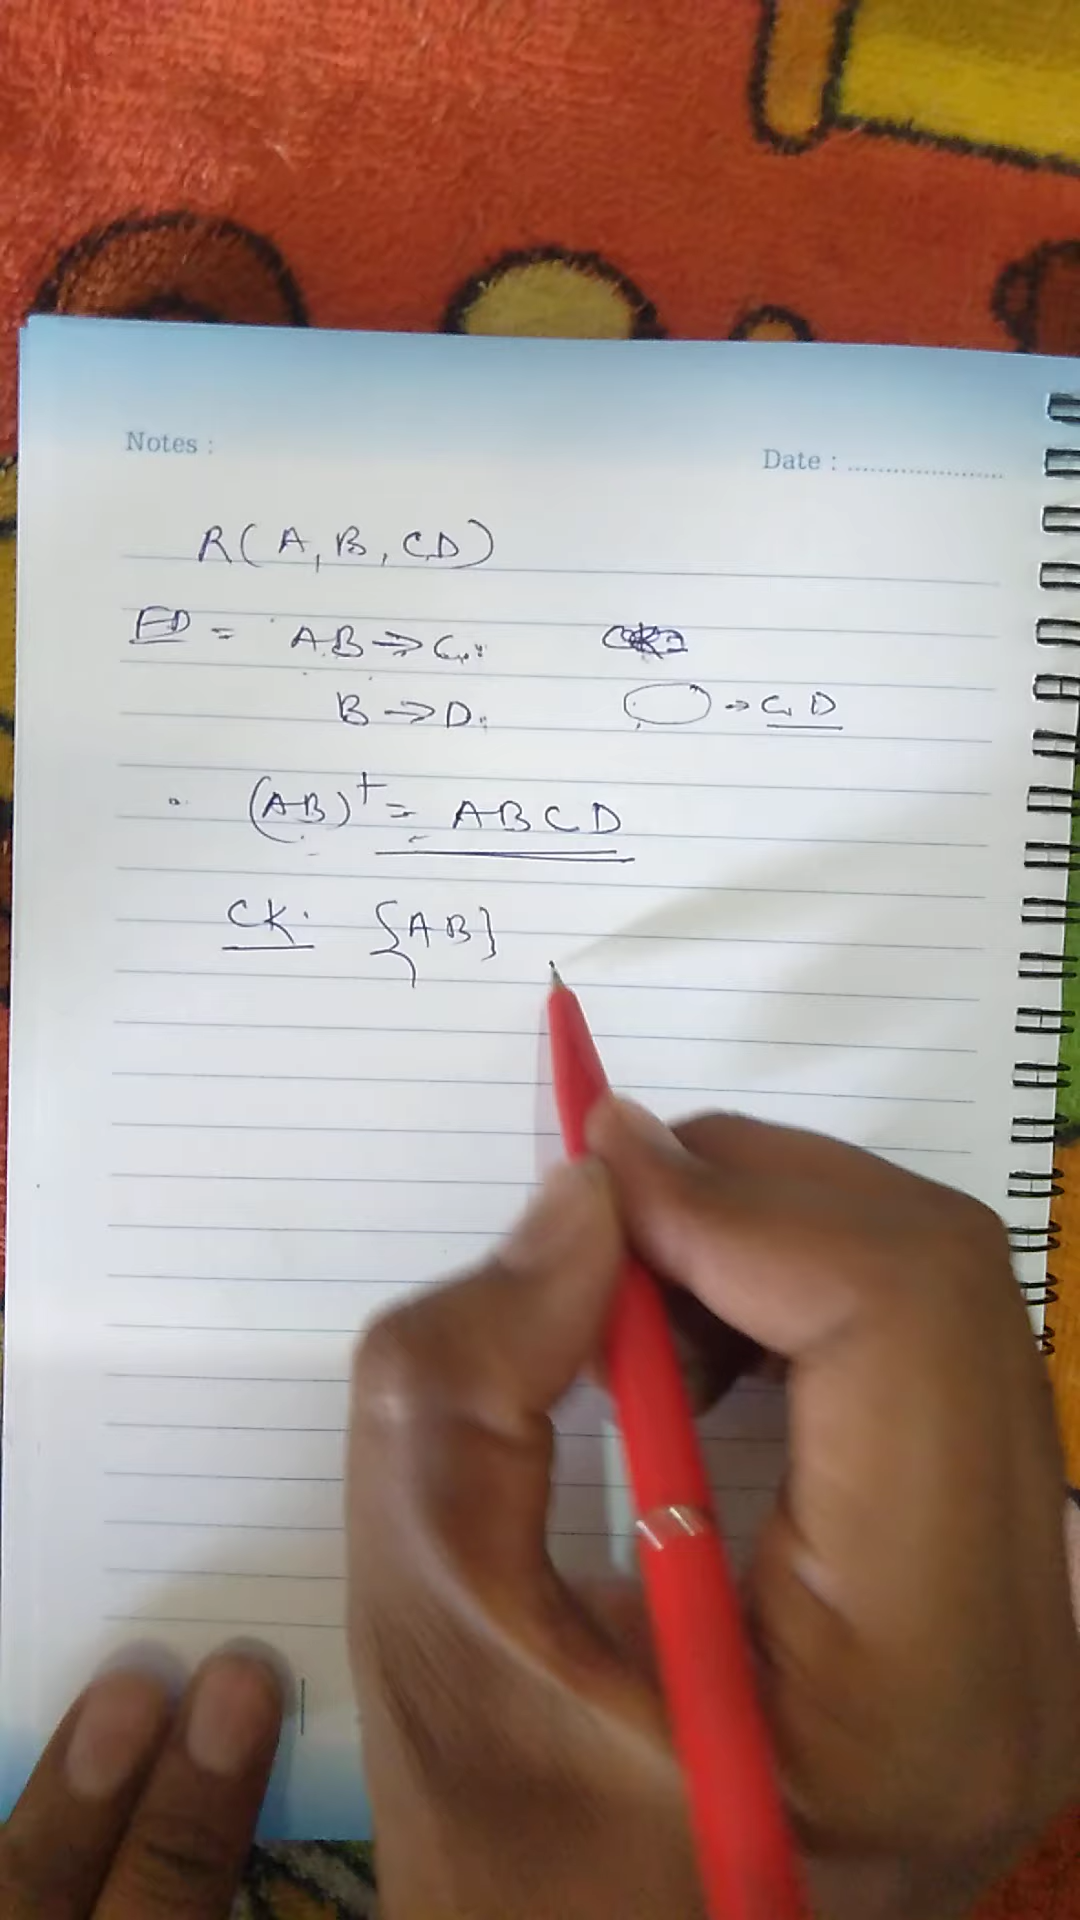 Notes :
Date : ......................
R(A, B, CD)
FD = AB → C
B → D
→ C, D
(AB)⁺ = ABCD
CK. {AB}